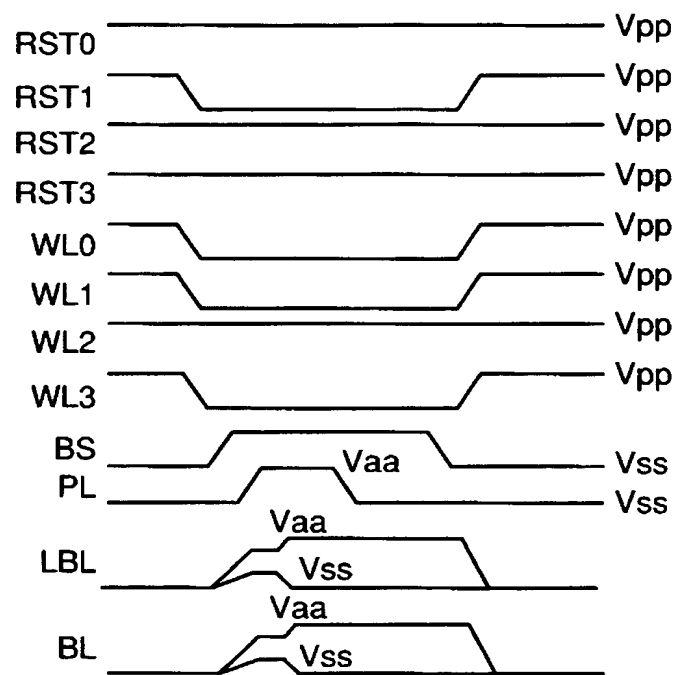 RST0 Vpp
RST1 Vpp
RST2 Vpp
RST3 Vpp
WL0 Vpp
WL1 Vpp
WL2 Vpp
WL3 Vpp
BS Vss
PL Vaa Vss
LBL Vaa Vss
BL Vaa Vss